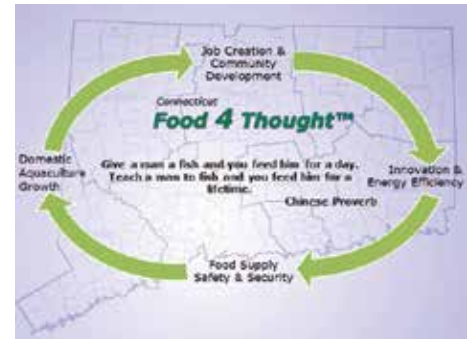 Job Creation &
Community
Development
Connecticut
Food 4 Thought™
Domestic
Aquaculture
Growth
Give a man a fish and you feed him for a day.
Teach a man to fish and you feed him for a
lifetime.
Chinese Proverb
Innovation &
Energy Efficiency
Food Supply
Safety & Security